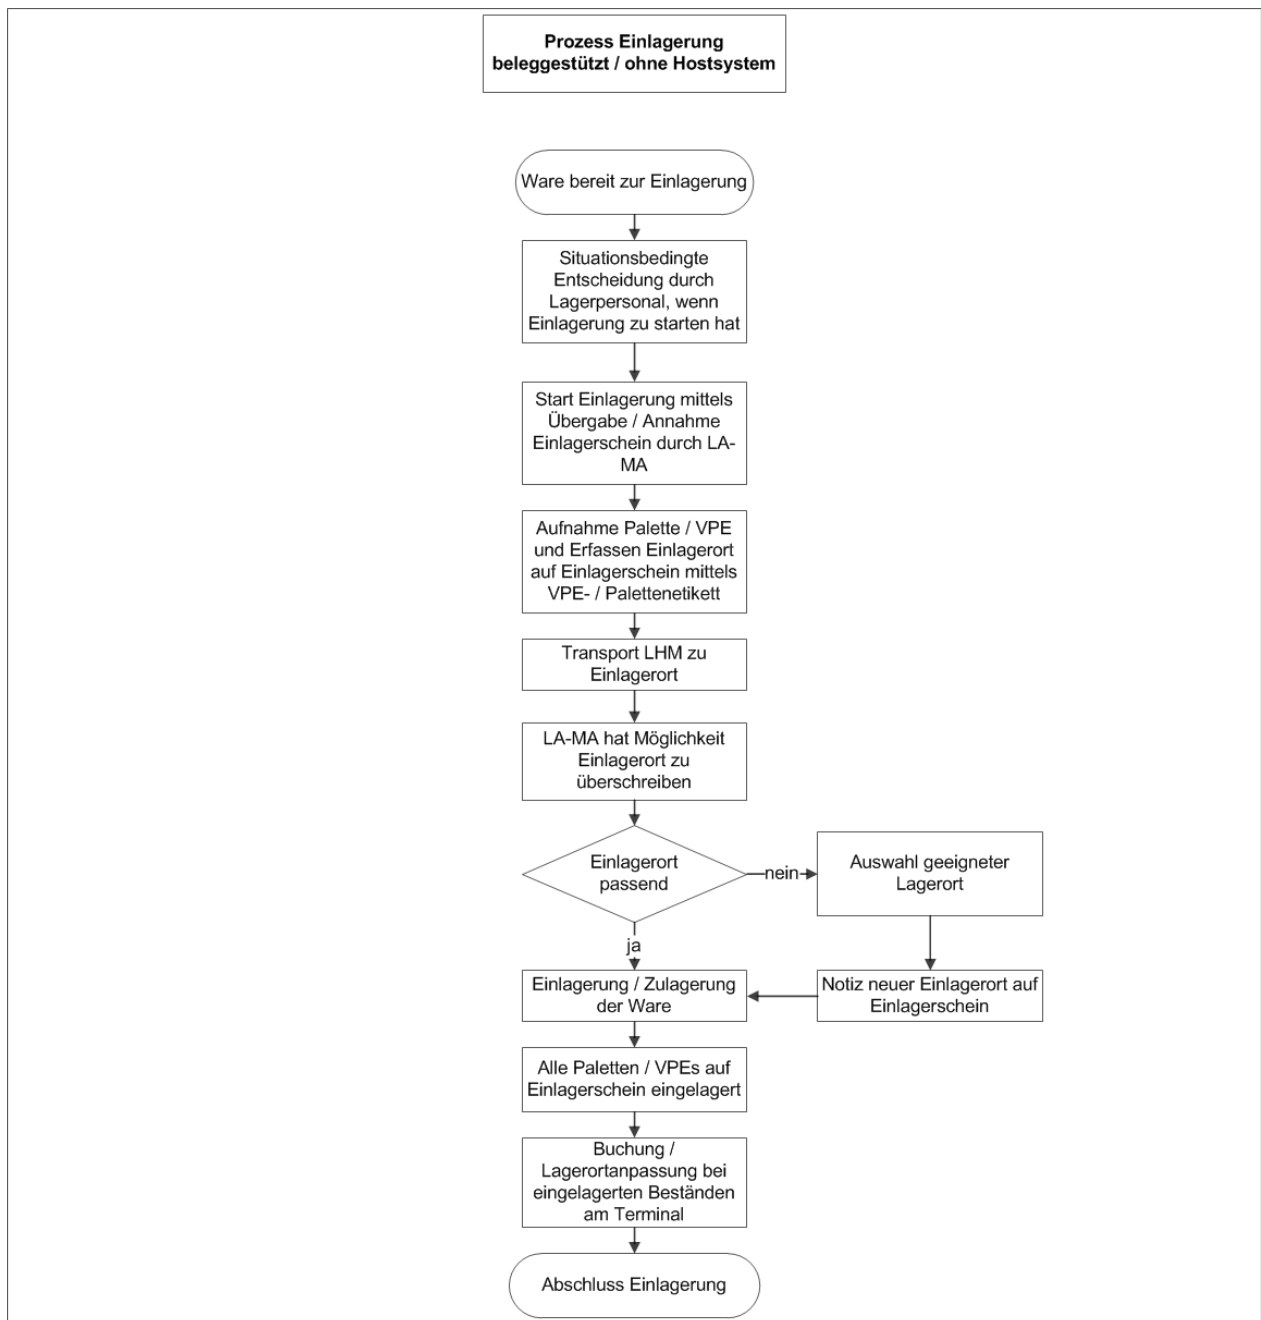 Prozess Einlagerung
beleggestützt / ohne Hostsystem
Ware bereit zur Einlagerung
Situationsbedingte
Entscheidung durch
Lagerpersonal, wenn
Einlagerung zu starten hat
Start Einlagerung mittels
Übergabe / Annahme
Einlagerschein durch LA-
MA
Aufnahme Palette / VPE
und Erfassen Einlagerort
auf Einlagerschein mittels
VPE- / Palettenetikett
Transport LHM zu
Einlagerort
LA-MA hat Möglichkeit
Einlagerort zu
überschreiben
Einlagerort
passend
nein
Auswahl geeigneter
Lagerort
ja
Notiz neuer Einlagerort auf
Einlagerschein
Einlagerung / Zulagerung
der Ware
Alle Paletten / VPEs auf
Einlagerschein eingelagert
Buchung /
Lagerortanpassung bei
eingelagerten Beständen
am Terminal
Abschluss Einlagerung